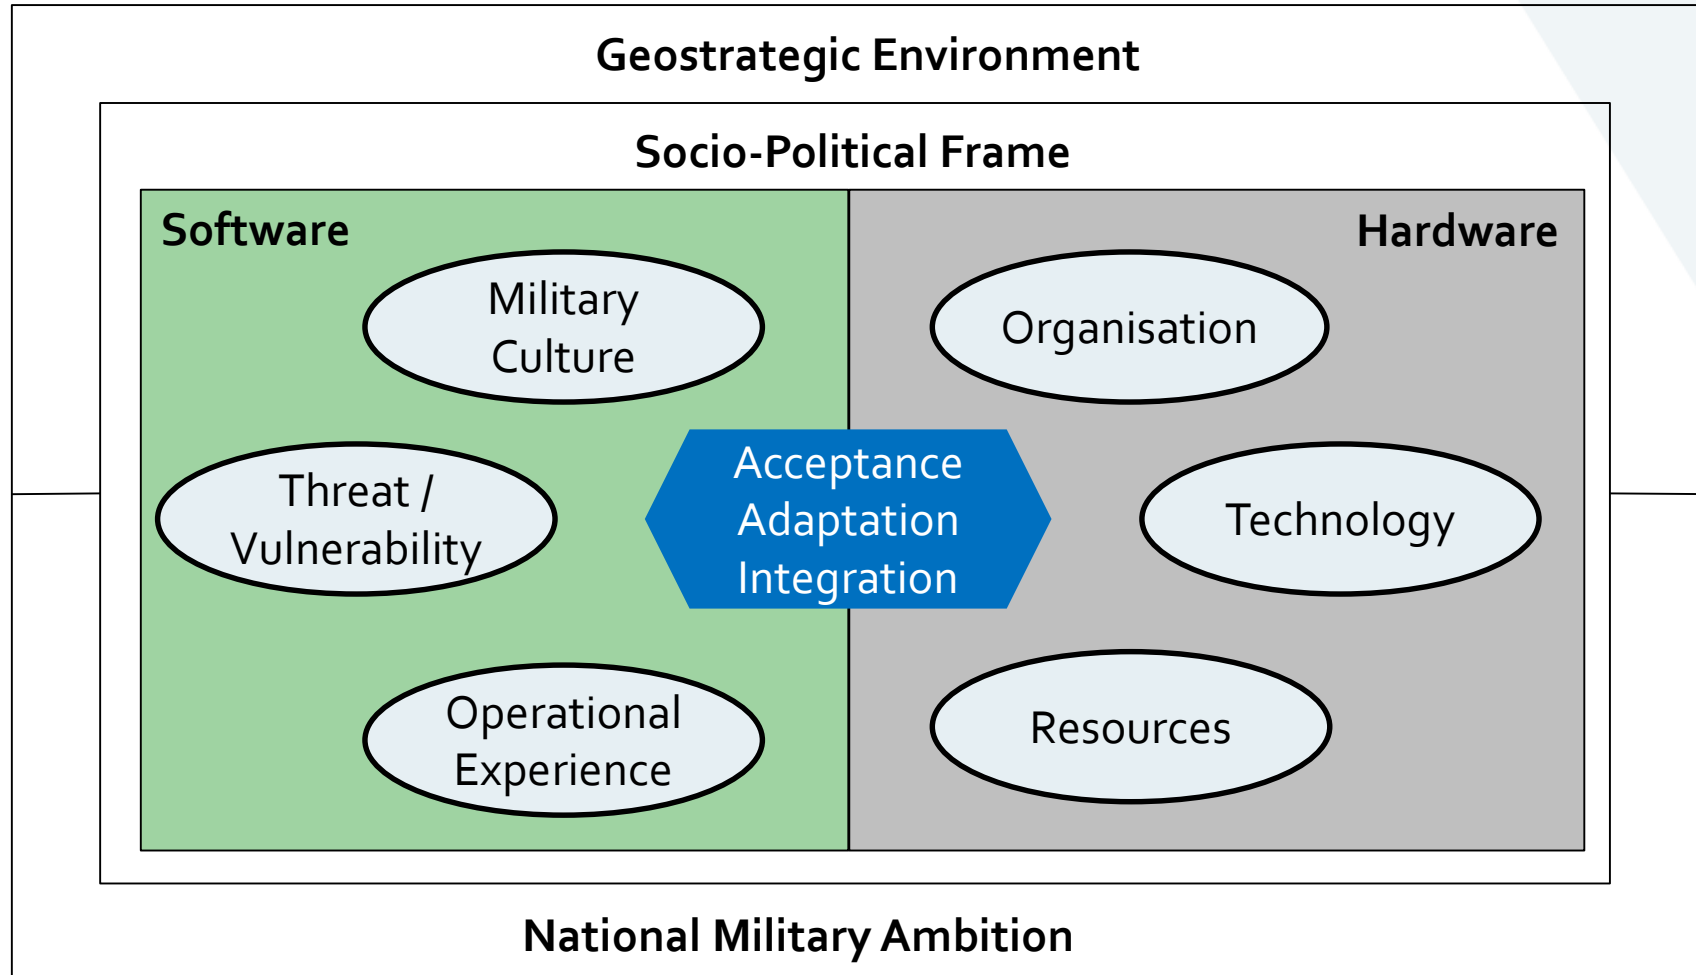 Geostrategic Environment
Socio-Political Frame
Software
Hardware
Military
Culture
Organisation
Threat /
Vulnerability
Acceptance
Adaptation
Integration
Technology
Operational
Experience
Resources
National Military Ambition